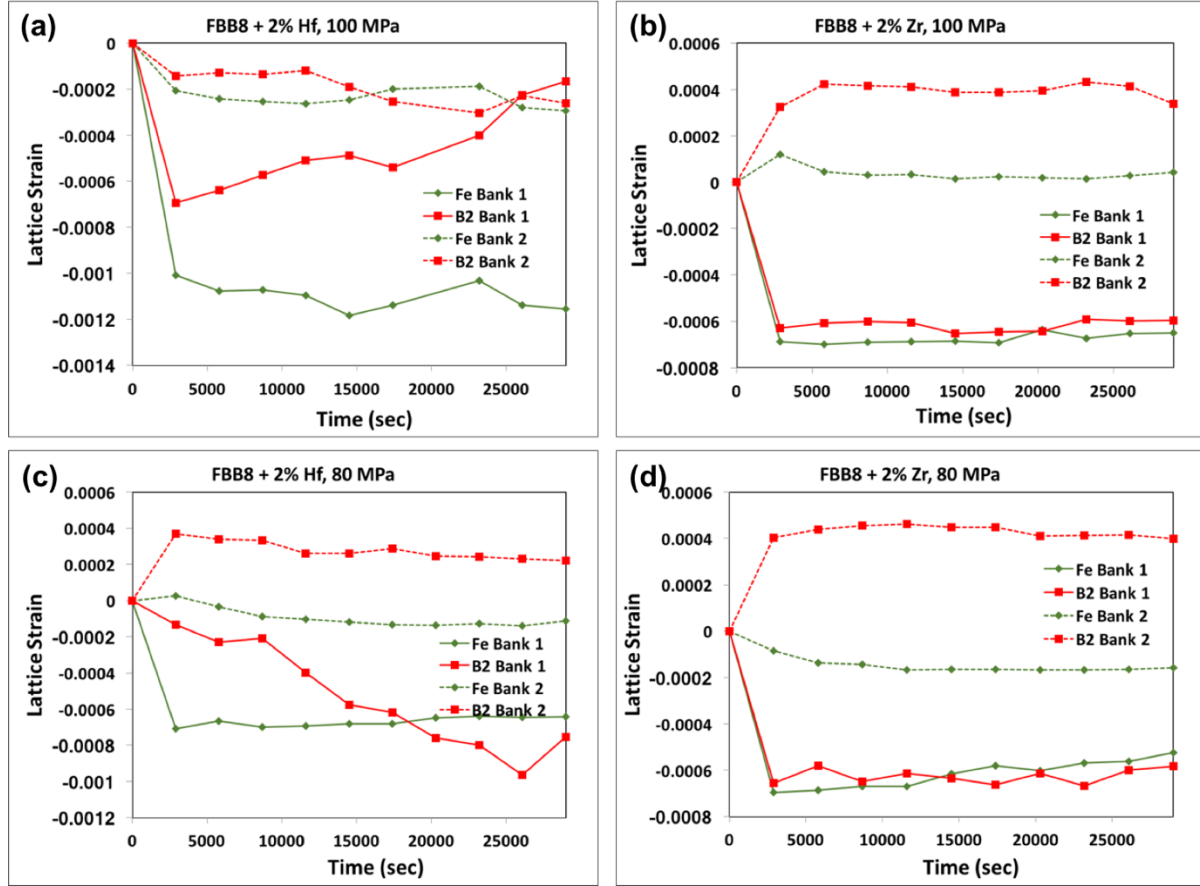 (a)
FBB8 + 2% Hf, 100 MPa
0
-0.0002
-0.0004
-0.0006
-0.0008
-0.001
-0.0012
-0.0014
Lattice Strain
Fe Bank 1
B2 Bank 1
Fe Bank 2
B2 Bank 2
0 5000 10000 15000 20000 25000
Time (sec)
(b)
FBB8 + 2% Zr, 100 MPa
0.0006
0.0004
0.0002
0
-0.0002
-0.0004
-0.0006
-0.0008
Lattice Strain
Fe Bank 1
B2 Bank 1
Fe Bank 2
B2 Bank 2
0 5000 10000 15000 20000 25000
Time (sec)
(c)
FBB8 + 2% Hf, 80 MPa
0.0006
0.0004
0.0002
0
-0.0002
-0.0004
-0.0006
-0.0008
-0.001
-0.0012
Lattice Strain
Fe Bank 1
B2 Bank 1
Fe Bank 2
B2 Bank 2
0 5000 10000 15000 20000 25000
Time (sec)
(d)
FBB8 + 2% Zr, 80 MPa
0.0006
0.0004
0.0002
0
-0.0002
-0.0004
-0.0006
-0.0008
Lattice Strain
Fe Bank 1
B2 Bank 1
Fe Bank 2
B2 Bank 2
0 5000 10000 15000 20000 25000
Time (sec)